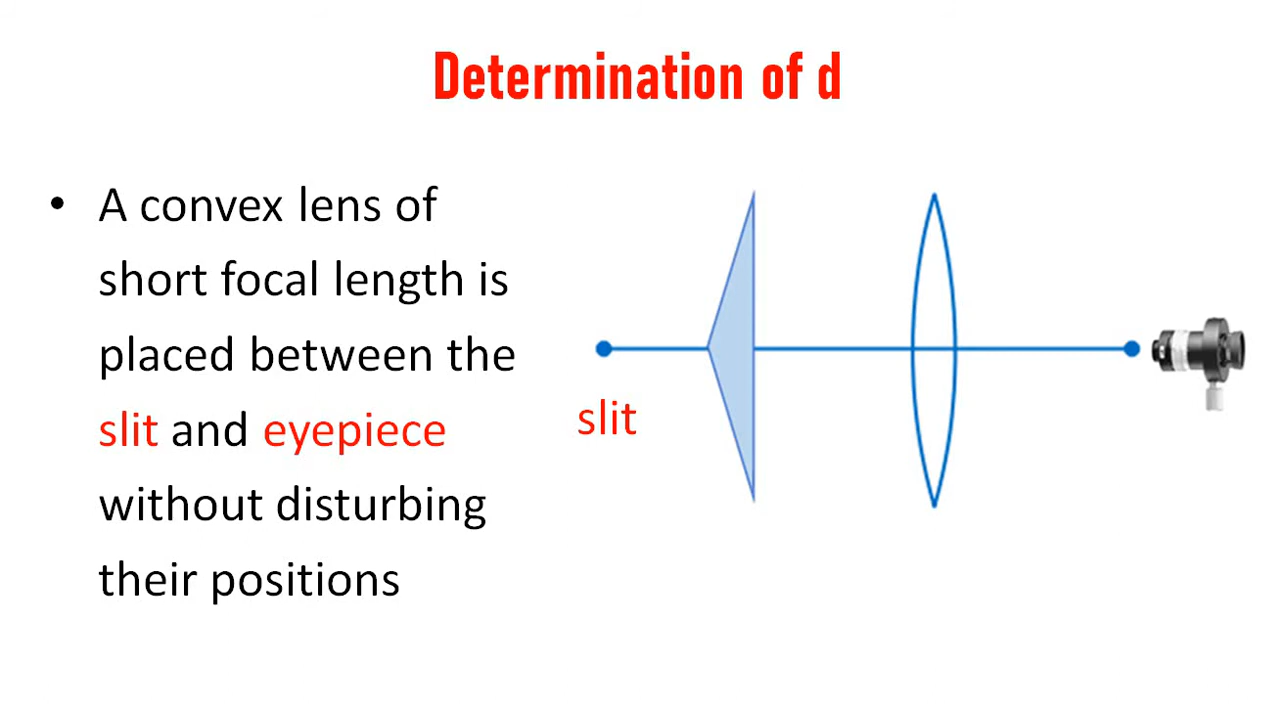 Determination of d
• A convex lens of
short focal length is
placed between the
slit and eyepiece
without disturbing
their positions
slit